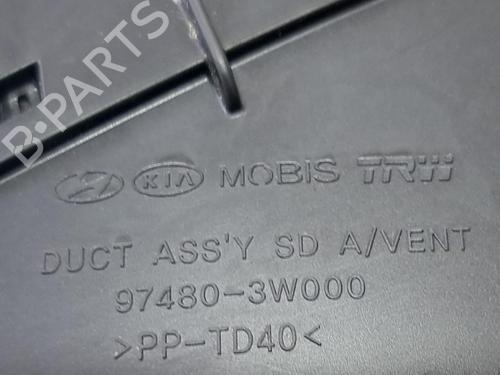 B-PARTS
KIA MOBIS TRW
DUCT ASS'Y SD A/VENT
97480-3W000
>PP-TD40<